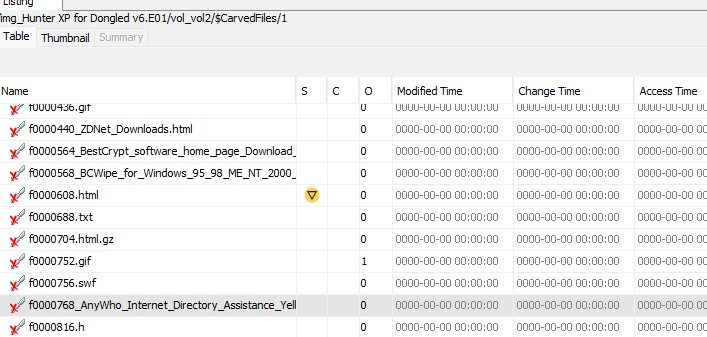 Listing
img_Hunter XP for Dongled v6.E01/vol_vol2/$CarvedFiles/1
Table Thumbnail Summary
Name S C O Modified Time Change Time Access Time
f0000436.gif 0 0000-00-00 00:00:00 0000-00-00 00:00:00 0000-00-00 00:00:00
f0000440_ZDNet_Downloads.html 0 0000-00-00 00:00:00 0000-00-00 00:00:00 0000-00-00 00:00:00
f0000564_BestCrypt_software_home_page_Download_ 0 0000-00-00 00:00:00 0000-00-00 00:00:00 0000-00-00 00:00:00
f0000568_BCWipe_for_Windows_95_98_ME_NT_2000_ 0 0000-00-00 00:00:00 0000-00-00 00:00:00 0000-00-00 00:00:00
f0000608.html 0 0000-00-00 00:00:00 0000-00-00 00:00:00 0000-00-00 00:00:00
f0000688.txt 0 0000-00-00 00:00:00 0000-00-00 00:00:00 0000-00-00 00:00:00
f0000704.html.gz 0 0000-00-00 00:00:00 0000-00-00 00:00:00 0000-00-00 00:00:00
f0000752.gif 1 0000-00-00 00:00:00 0000-00-00 00:00:00 0000-00-00 00:00:00
f0000756.swf 0 0000-00-00 00:00:00 0000-00-00 00:00:00 0000-00-00 00:00:00
f0000768_AnyWho_Internet_Directory_Assistance_Yell 0 0000-00-00 00:00:00 0000-00-00 00:00:00 0000-00-00 00:00:00
f0000816.h 0 0000-00-00 00:00:00 0000-00-00 00:00:00 0000-00-00 00:00:00